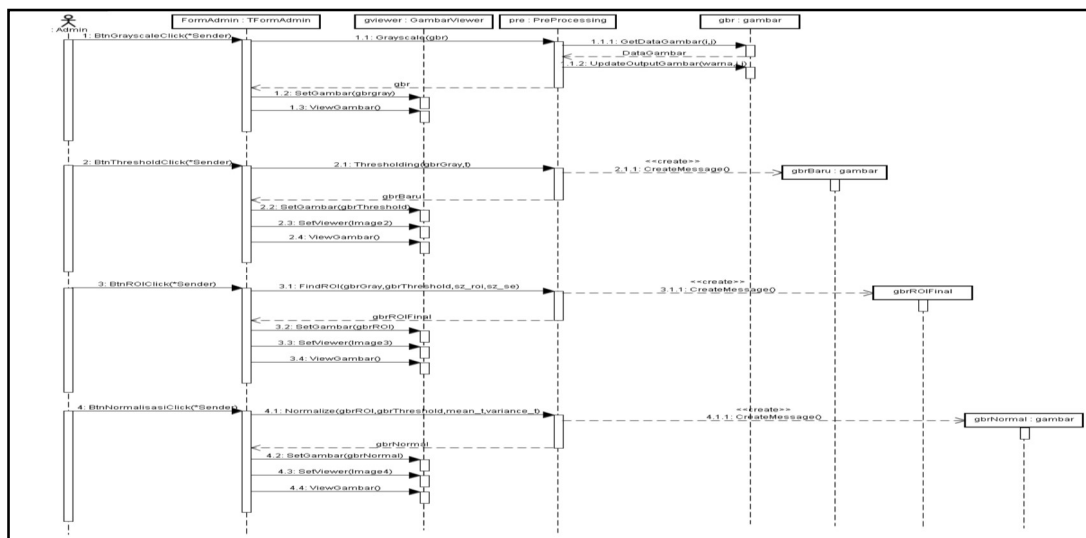 FormAdmin : TFormAdmin
gviewer : GambarViewer
pre : PreProcessing
gbr : gambar
: Admin
1: BtnGrayscaleClick(*Sender)
1.1: Grayscale(gbr)
1.1.1: GetDataGambar(i,j)
DataGambar
1.1.2: UpdateOutputGambar(warna,i,j)
gbr
1.2: SetGambar(gbrgray)
1.3: ViewGambar()
2: BtnThresholdClick(*Sender)
2.1: Thresholding(gbrGray,t)
<<create>>
2.1.1: CreateMessage()
gbrBaru : gambar
gbrBaru
2.2: SetGambar(gbrThreshold)
2.3: SetViewer(Image2)
2.4: ViewGambar()
3: BtnROIClick(*Sender)
3.1: FindROI(gbrGray,gbrThreshold,sz_roi,sz_se)
<<create>>
3.1.1: CreateMessage()
gbrROIFinal
gbrROIFinal
3.2: SetGambar(gbrROI)
3.3: SetViewer(Image3)
3.4: ViewGambar()
4: BtnNormalisasiClick(*Sender)
4.1: Normalize(gbrROI,gbrThreshold,mean_t,variance_t)
<<create>>
4.1.1: CreateMessage()
gbrNormal : gambar
gbrNormal
4.2: SetGambar(gbrNormal)
4.3: SetViewer(Image4)
4.4: ViewGambar()